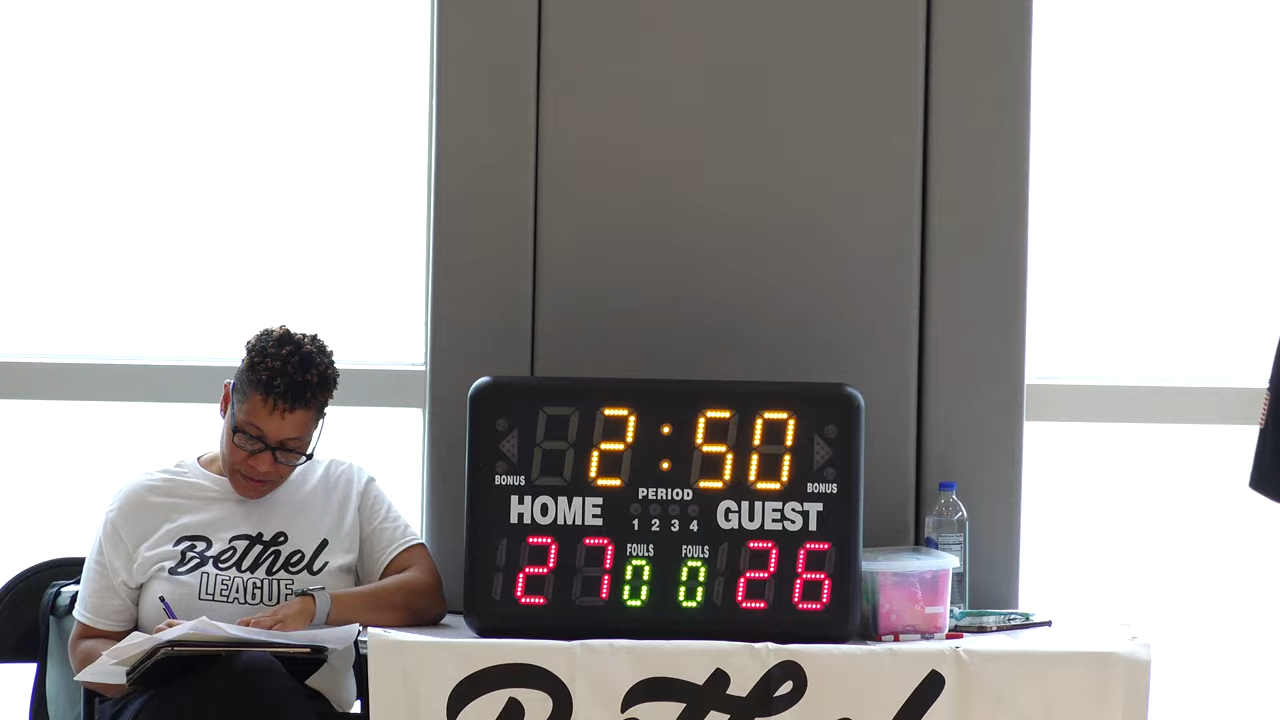 2:50
BONUS PERIOD BONUS
HOME 1 2 3 4 GUEST
FOULS FOULS
27 0 0 26
Bethel
LEAGUE
Bethel